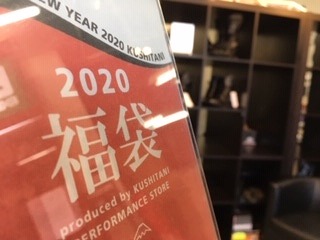 EW YEAR 2020 KUSHITANI
2020
福袋
produced by KUSHITANI
PERFORMANCE STORE